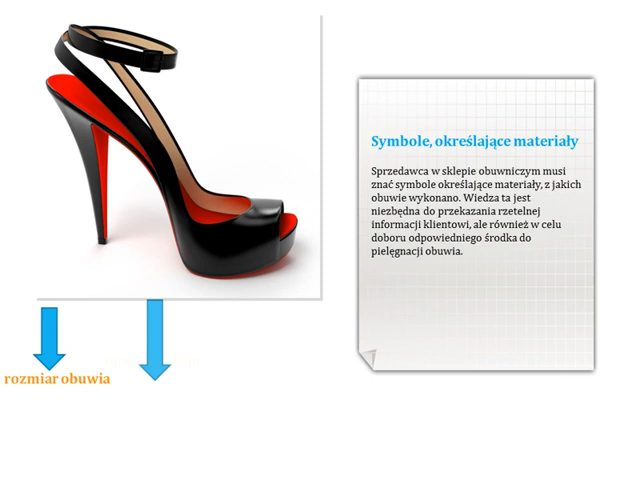 Symbole, określające materiały
Sprzedawca w sklepie obuwniczym musi
znać symbole określające materiały, z jakich
obuwie wykonano. Wiedza ta jest
niezbędna do przekazania rzetelnej
informacji klientowi, ale również w celu
doboru odpowiedniego środka do
pielęgnacji obuwia.
rozmiar obuwia